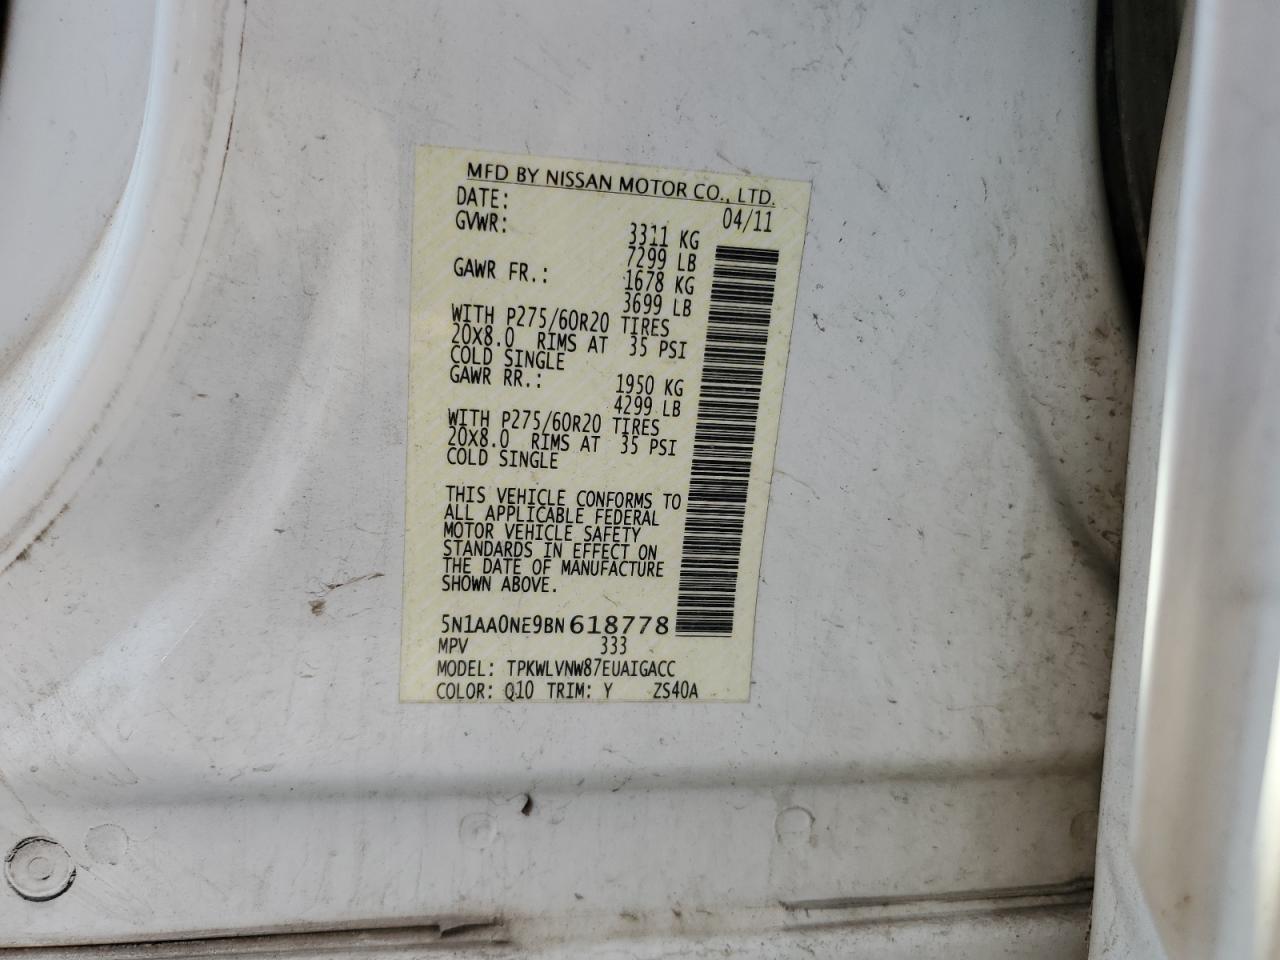 MFD BY NISSAN MOTOR CO., LTD.
DATE: 04/11
GVWR: 3311 KG
7299 LB
GAWR FR.: 1678 KG
3699 LB
WITH P275/60R20 TIRES
20X8.0 RIMS AT 35 PSI
COLD SINGLE
GAWR RR.: 1950 KG
4299 LB
WITH P275/60R20 TIRES
20X8.0 RIMS AT 35 PSI
COLD SINGLE
THIS VEHICLE CONFORMS TO
ALL APPLICABLE FEDERAL
MOTOR VEHICLE SAFETY
STANDARDS IN EFFECT ON
THE DATE OF MANUFACTURE
SHOWN ABOVE.
5N1AA0NE9BN618778
MPV 333
MODEL: TPKWLVNW87EUAIGACC
COLOR: Q10 TRIM: Y ZS40A